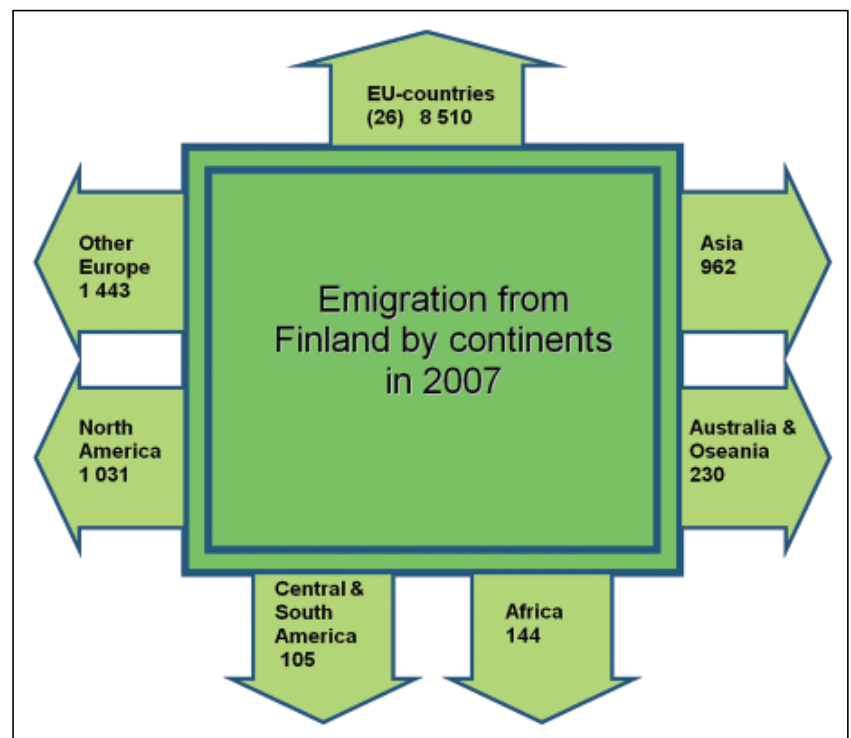 EU-countries
(26) 8 510
Other
Europe
1 443
Asia
962
Emigration from
Finland by continents
in 2007
North
America
1 031
Australia &
Oseania
230
Central &
South
America
105
Africa
144